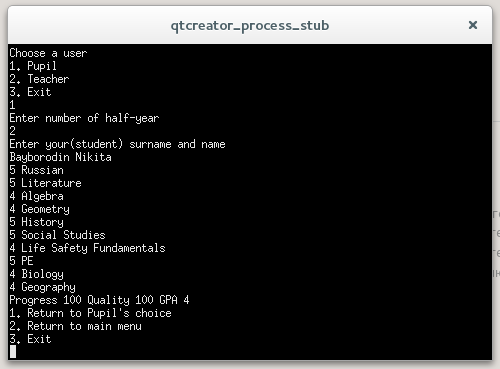 qtcreator_process_stub
Choose a user
1. Pupil
2. Teacher
3. Exit
1
Enter number of half-year
2
Enter your(student) surname and name
Bayborodin Nikita
5 Russian
5 Literature
4 Algebra
4 Geometry
5 History
5 Social Studies
4 Life Safety Fundamentals
5 PE
4 Biology
4 Geography
Progress 100 Quality 100 GPA 4
1. Return to Pupil's choice
2. Return to main menu
3. Exit